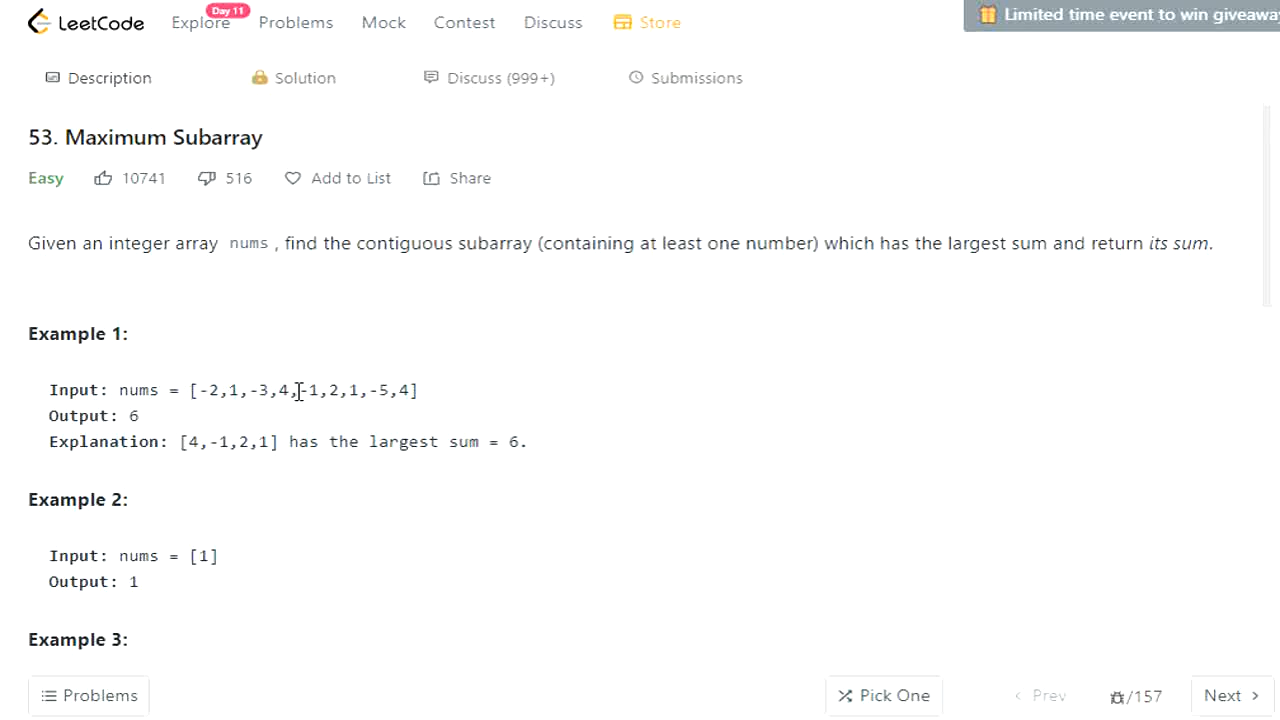 LeetCode Explore Day 11 Problems Mock Contest Discuss Store Limited time event to win
Description Solution Discuss (999+) Submissions
53. Maximum Subarray
Easy 10741 516 Add to List Share
Given an integer array nums , find the contiguous subarray (containing at least one number) which has the largest sum and return its sum.
Example 1:
Input: nums = [-2,1,-3,4,-1,2,1,-5,4]
Output: 6
Explanation: [4,-1,2,1] has the largest sum = 6.
Example 2:
Input: nums = [1]
Output: 1
Example 3:
Problems Pick One < Prev /157 Next >